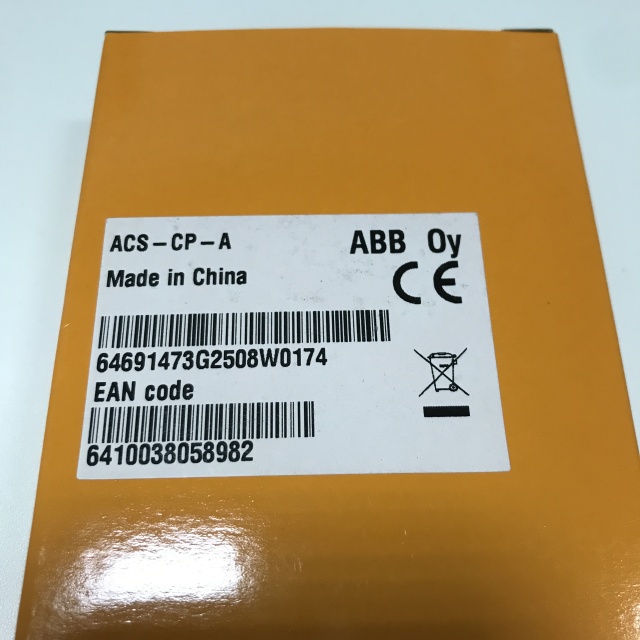 ACS-CP-A
ABB Oy
Made in China
CE
64691473G2508W0174
EAN code
6410038058982